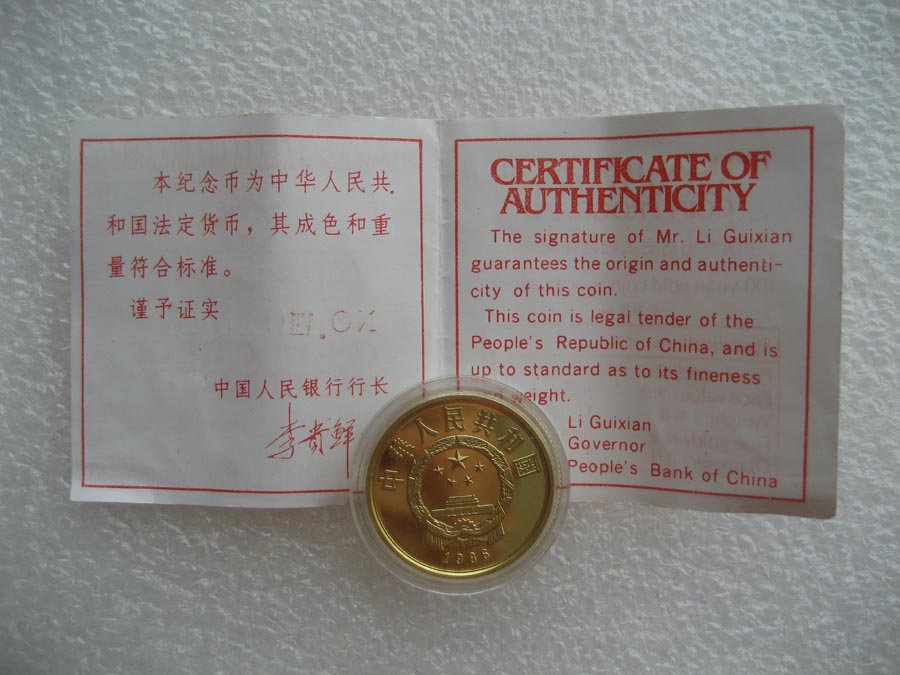 本纪念币为中华人民共
和国法定货币，其成色和重
量符合标准。
谨予证实
中国人民银行行长
李贵鲜
CERTIFICATE OF
AUTHENTICITY
The signature of Mr. Li Guixian
guarantees the origin and authenti-
city of this coin.
This coin is legal tender of the
People's Republic of China, and is
up to standard as to its fineness
weight.
Li Guixian
Governor
People's Bank of China
中华人民共和国
1986